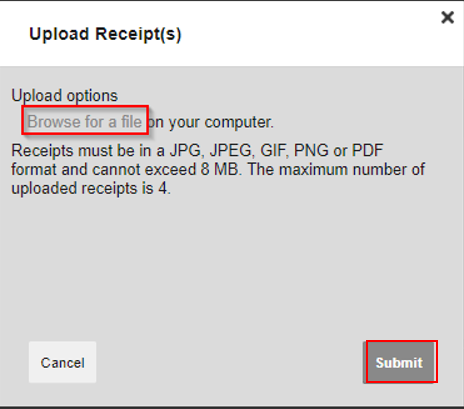 Upload Receipt(s)
Upload options
Browse for a file on your computer.
Receipts must be in a JPG, JPEG, GIF, PNG or PDF
format and cannot exceed 8 MB. The maximum number of
uploaded receipts is 4.
Cancel
Submit